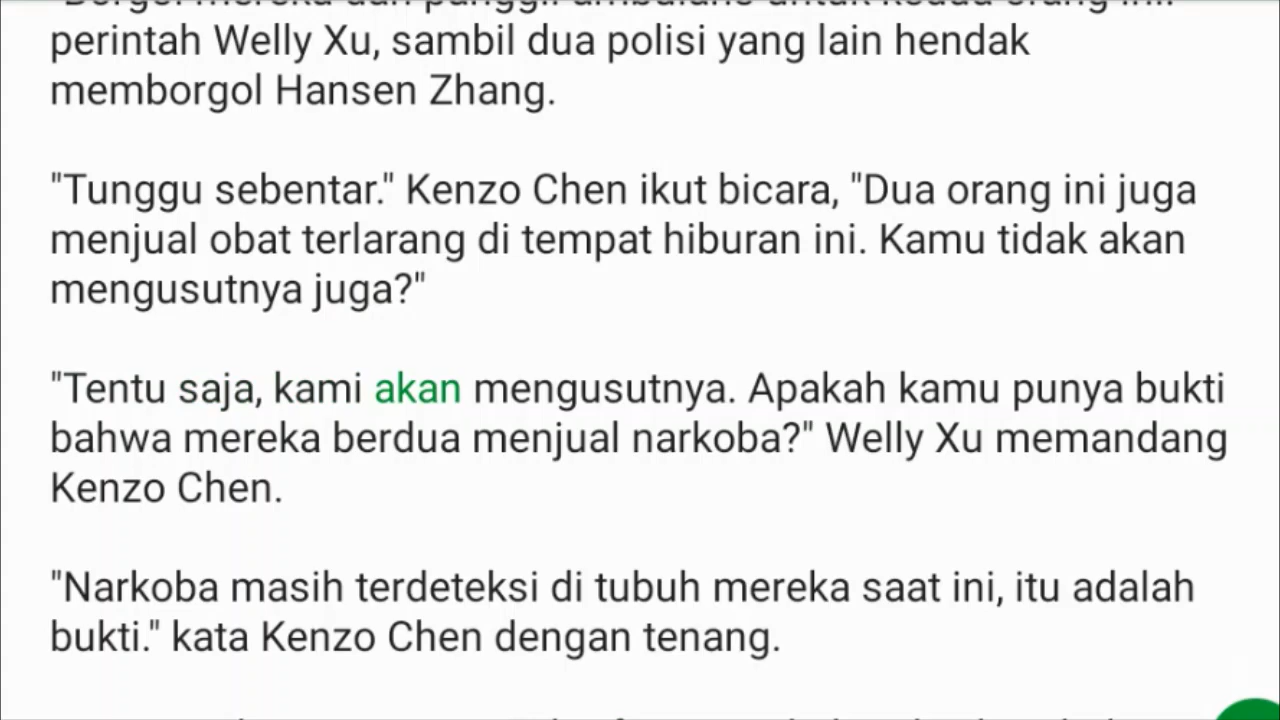 perintah Welly Xu, sambil dua polisi yang lain hendak
memborgol Hansen Zhang.
"Tunggu sebentar." Kenzo Chen ikut bicara, "Dua orang ini juga
menjual obat terlarang di tempat hiburan ini. Kamu tidak akan
mengusutnya juga?"
"Tentu saja, kami akan mengusutnya. Apakah kamu punya bukti
bahwa mereka berdua menjual narkoba?" Welly Xu memandang
Kenzo Chen.
"Narkoba masih terdeteksi di tubuh mereka saat ini, itu adalah
bukti." kata Kenzo Chen dengan tenang.